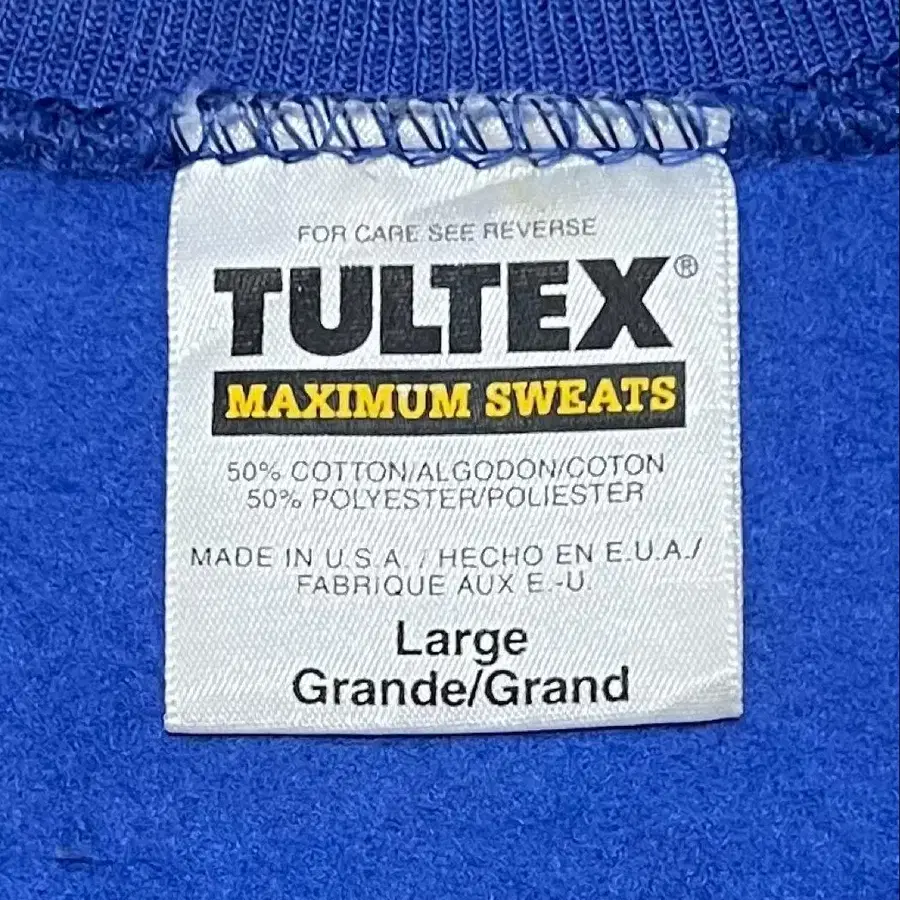 FOR CARE SEE REVERSE
TULTEX®
MAXIMUM SWEATS
50% COTTON/ALGODON/COTON
50% POLYESTER/POLIESTER
MADE IN U.S.A. / HECHO EN E.U.A./
FABRIQUE AUX E.-U.
Large
Grande/Grand